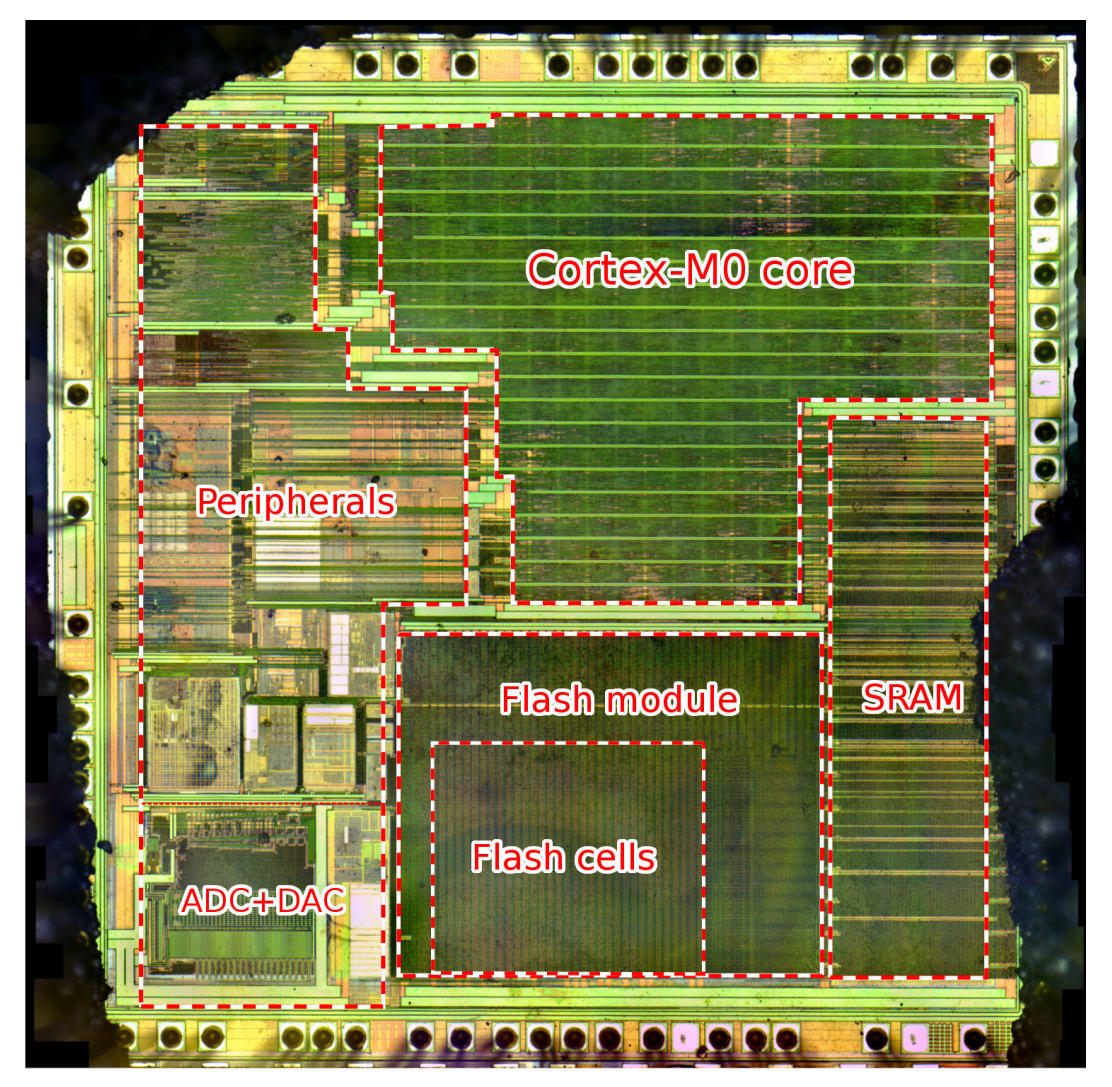 Cortex-M0 core
Peripherals
Flash module
SRAM
Flash cells
ADC+DAC